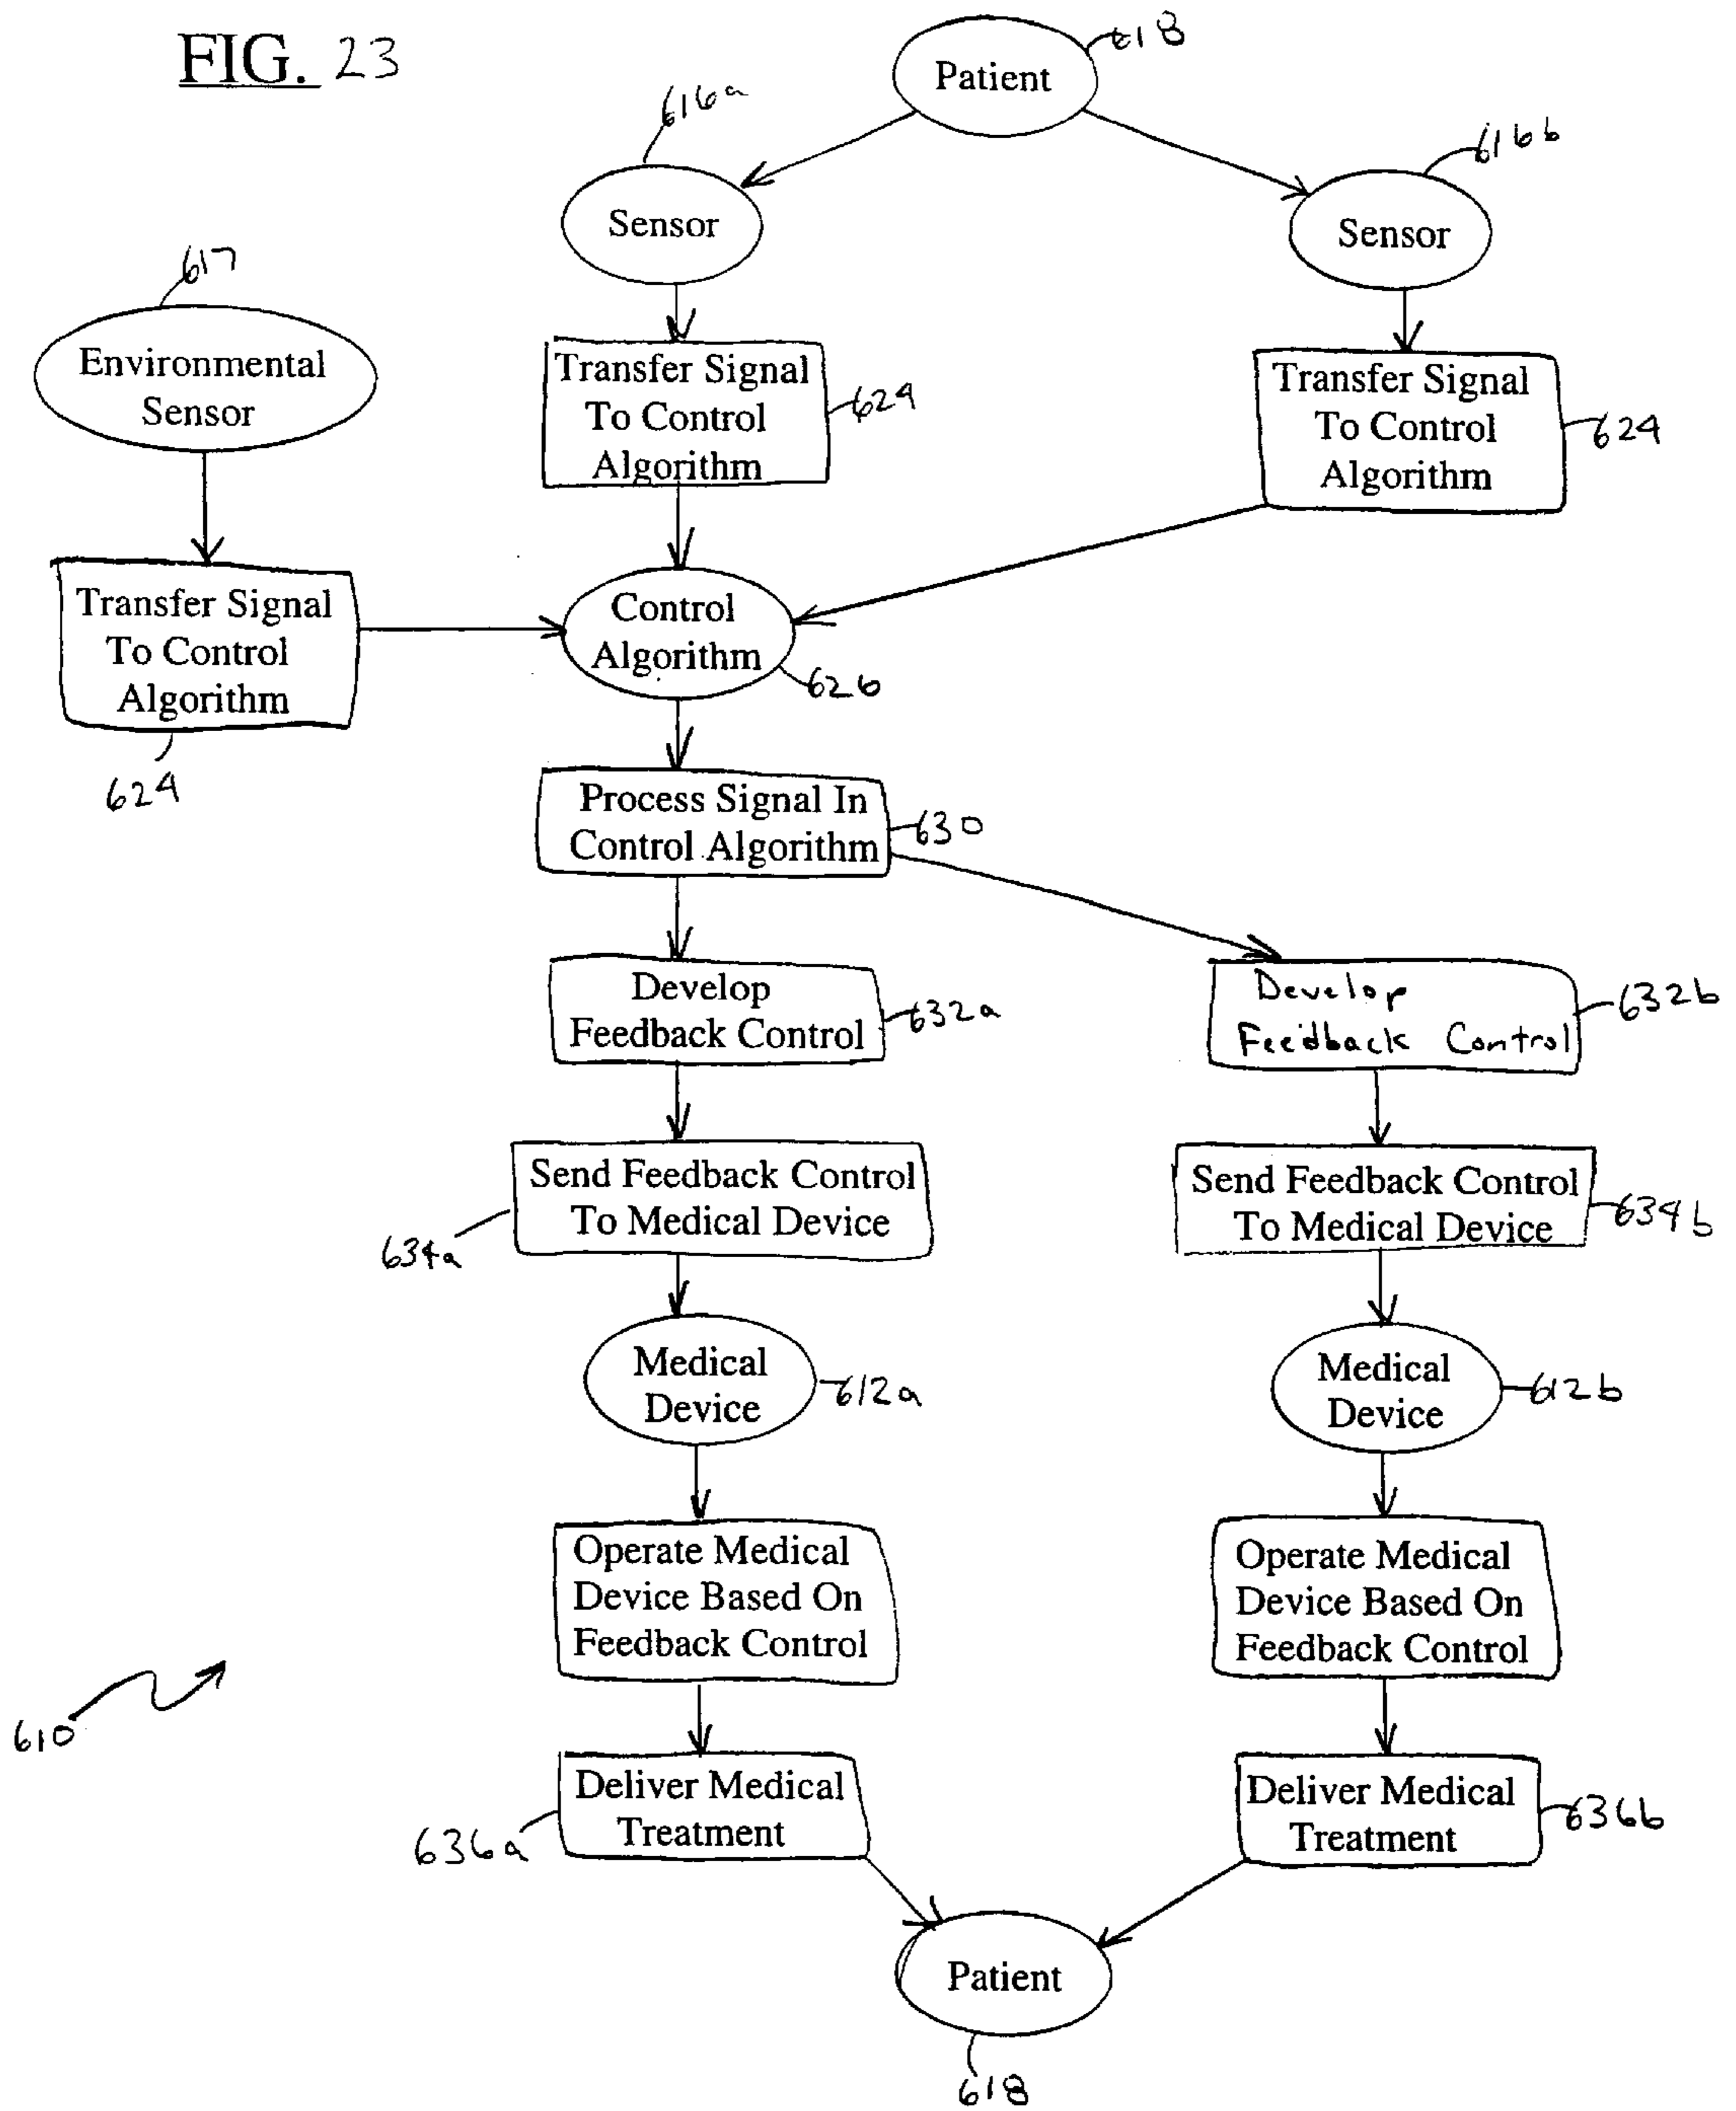 FIG. 23
Patient
618
616a
Sensor
616b
Sensor
617
Environmental
Sensor
Transfer Signal
To Control
Algorithm
624
Transfer Signal
To Control
Algorithm
624
Transfer Signal
To Control
Algorithm
624
Control
Algorithm
626
Process Signal In
Control Algorithm
630
Develop
Feedback Control
632a
Develop
Feedback Control
632b
Send Feedback Control
To Medical Device
634a
Send Feedback Control
To Medical Device
634b
Medical
Device
612a
Medical
Device
612b
Operate Medical
Device Based On
Feedback Control
Operate Medical
Device Based On
Feedback Control
610
Deliver Medical
Treatment
636a
Deliver Medical
Treatment
636b
Patient
618